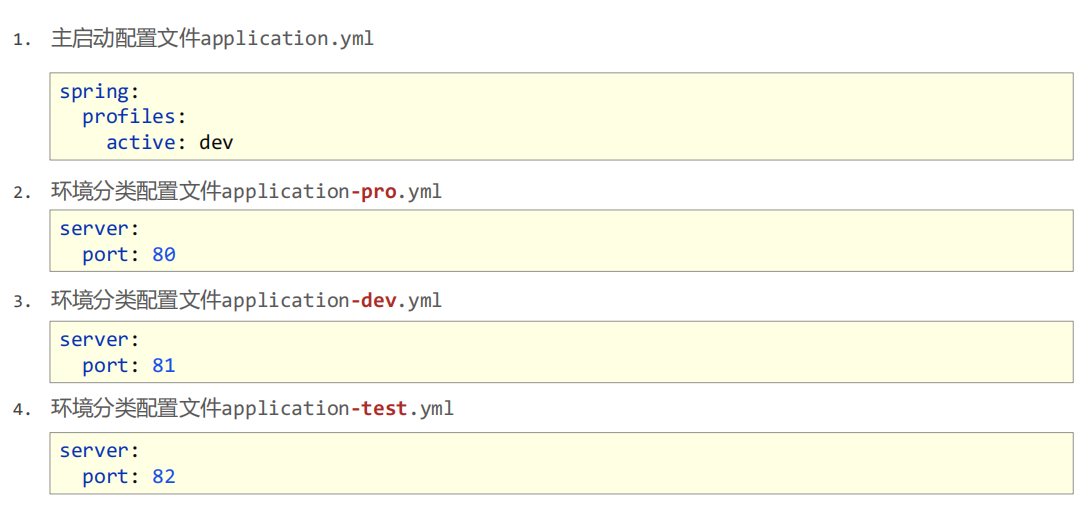 1. 主启动配置文件application.yml
spring:
  profiles:
    active: dev
2. 环境分类配置文件application-pro.yml
server:
  port: 80
3. 环境分类配置文件application-dev.yml
server:
  port: 81
4. 环境分类配置文件application-test.yml
server:
  port: 82